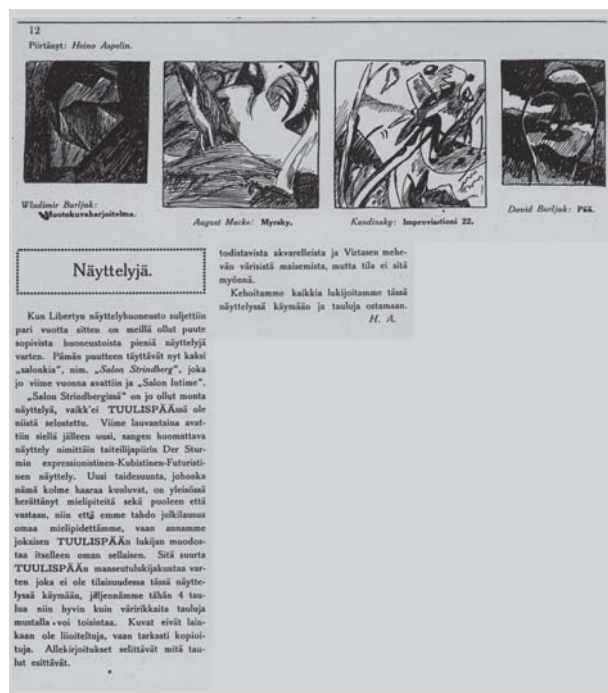 12
Piirtänyt: Heino Aspelin.
Wladimir Burljuk:
Muotokuvaharjoitelma.
August Macke: Myrsky.
Kandinsky: Improvistioni 22.
David Burljuk: Pää.
Näyttelyjä.
Kun Libertyn näyttelyhuoneusto suljettiin
pari vuotta sitten on meillä ollut puute
sopivista huoneustoista pieniä näyttelyjä
varten. Pämän puutteen täyttävät nyt kaksi
„salonkia", nim. „Salon Strindberg", joka
jo viime vuonna avattiin ja „Salon Intime".
„Salon Strindbergissä" on jo ollut monta
näyttelyä, vaikk'ei TUULISPÄÄssä ole
niistä selostettu. Viime lauvantaina avat-
tiin siellä jälleen uusi, sangen huomattava
näyttely nimittäin taiteilijapiirin Der Stur-
min expressionistinen-Kubistinen-Futuristi-
nen näyttely. Uusi taidesuunta, johonka
nämä kolme haaraa kuuluvat, on yleisössä
herättänyt mielipiteitä sekä puoleen että
vastaan, niin että emme tahdo julkilausua
omaa mielipidettämme, vaan annamme
jokaisen TUULISPÄÄn lukijan muodos-
taa itselleen oman sellaisen. Sitä suurta
TUULISPÄÄn maaseutulukijakuntaa var-
ten joka ei ole tilaisuudessa tässä näytte-
lyssä käymään, jäljennämme tähän 4 tau-
lua niin hyvin kuin väririkkaita tauluja
mustalla voi toisintaa. Kuvat eivät lain-
kaan ole liioiteltuja, vaan tarkasti kopioi-
tuja. Allekirjoitukset selittävät mitä tau-
lut esittävät.
todistavista akvarelleista ja Virtasen mehe-
vän värisistä maisemista, mutta tila ei sitä
myönnä.
Kehoitamme kaikkia lukijoitamme tässä
näyttelyssä käymään ja tauluja ostamaan.
H. A.